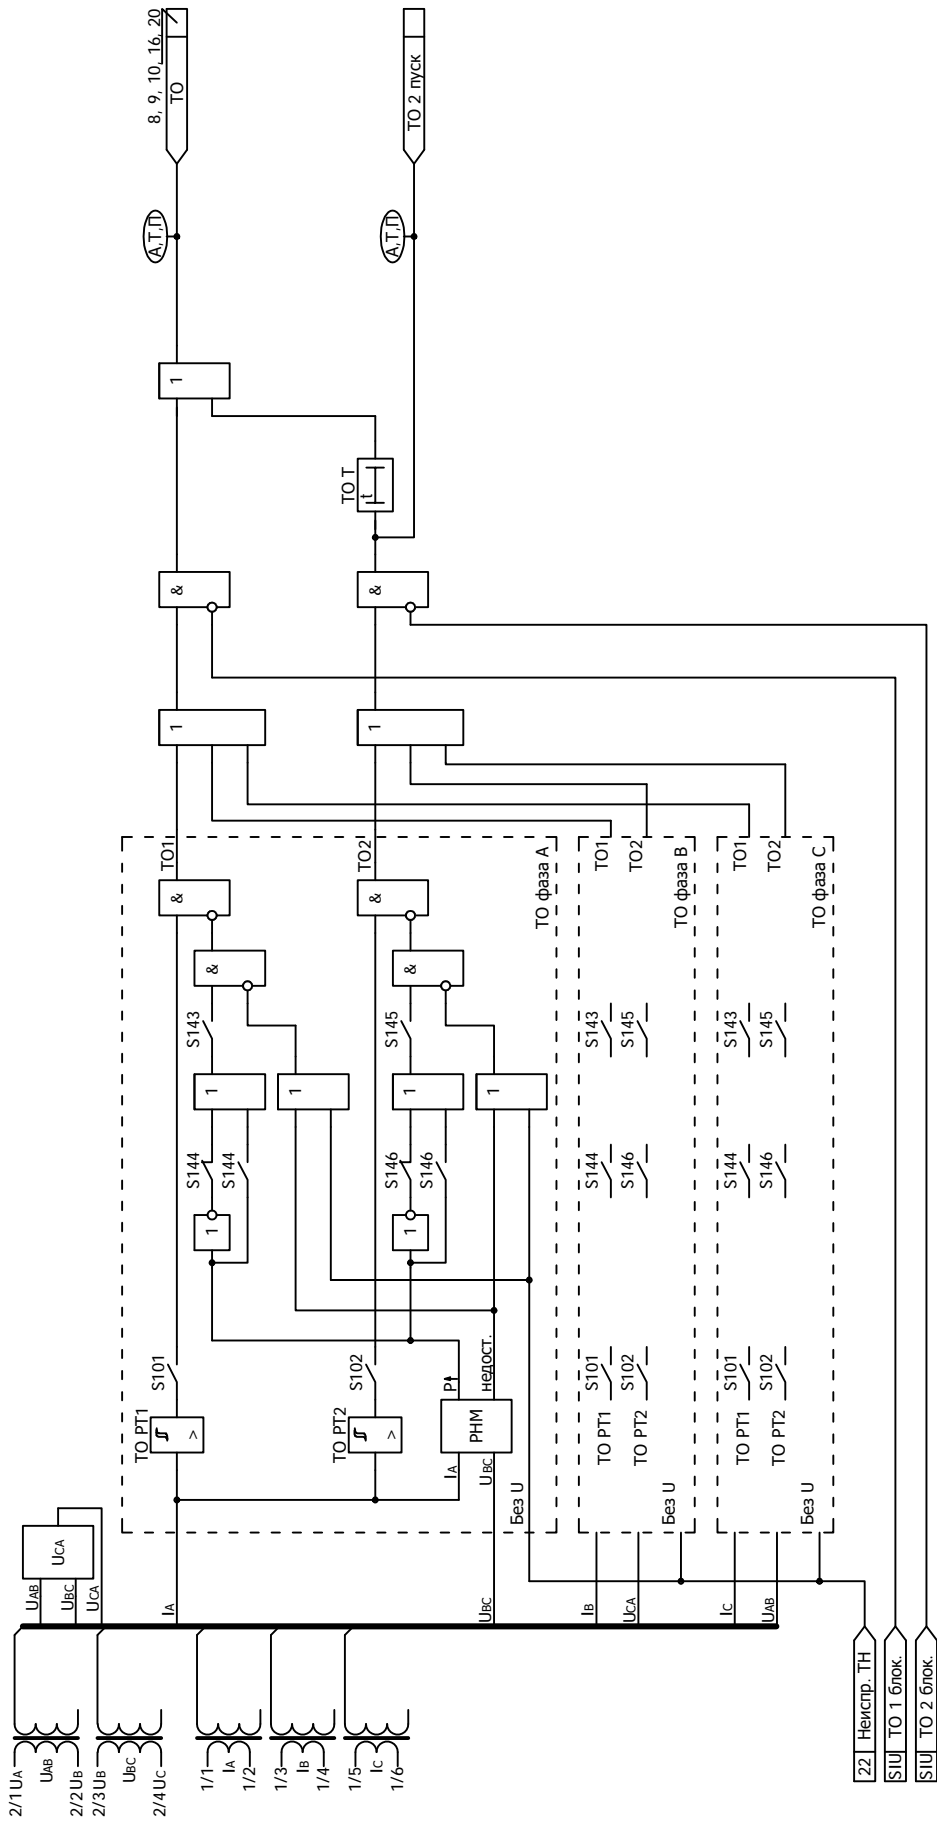 8, 9, 10, 16, 20
ТО
ТО 2 пуск
А,Т,П
А,Т,П
1
ТО Т
t
&
&
1
1
ТО1
ТО2
ТО фаза А
&
&
&
&
S143
S145
1
1
1
1
S144
S144
S146
S146
1
1
S101
S102
ТО РТ1
>
ТО РТ2
>
P
недост.
РНМ
IA
UBC
Без U
ТО1
ТО2
ТО фаза В
S143
S145
S144
S146
S101
S102
ТО РТ1
ТО РТ2
Без U
ТО1
ТО2
ТО фаза С
S143
S145
S144
S146
S101
S102
ТО РТ1
ТО РТ2
Без U
UCA
UAB
UBC
UCA
IA
UBC
IB
UCA
IC
UAB
2/1 UA
UAB
2/2 UB
2/3 UB
UBC
2/4 UC
1/1
IA
1/2
1/3
IB
1/4
1/5
IC
1/6
22 Неиспр. ТН
SIU ТО 1 блок.
SIU ТО 2 блок.